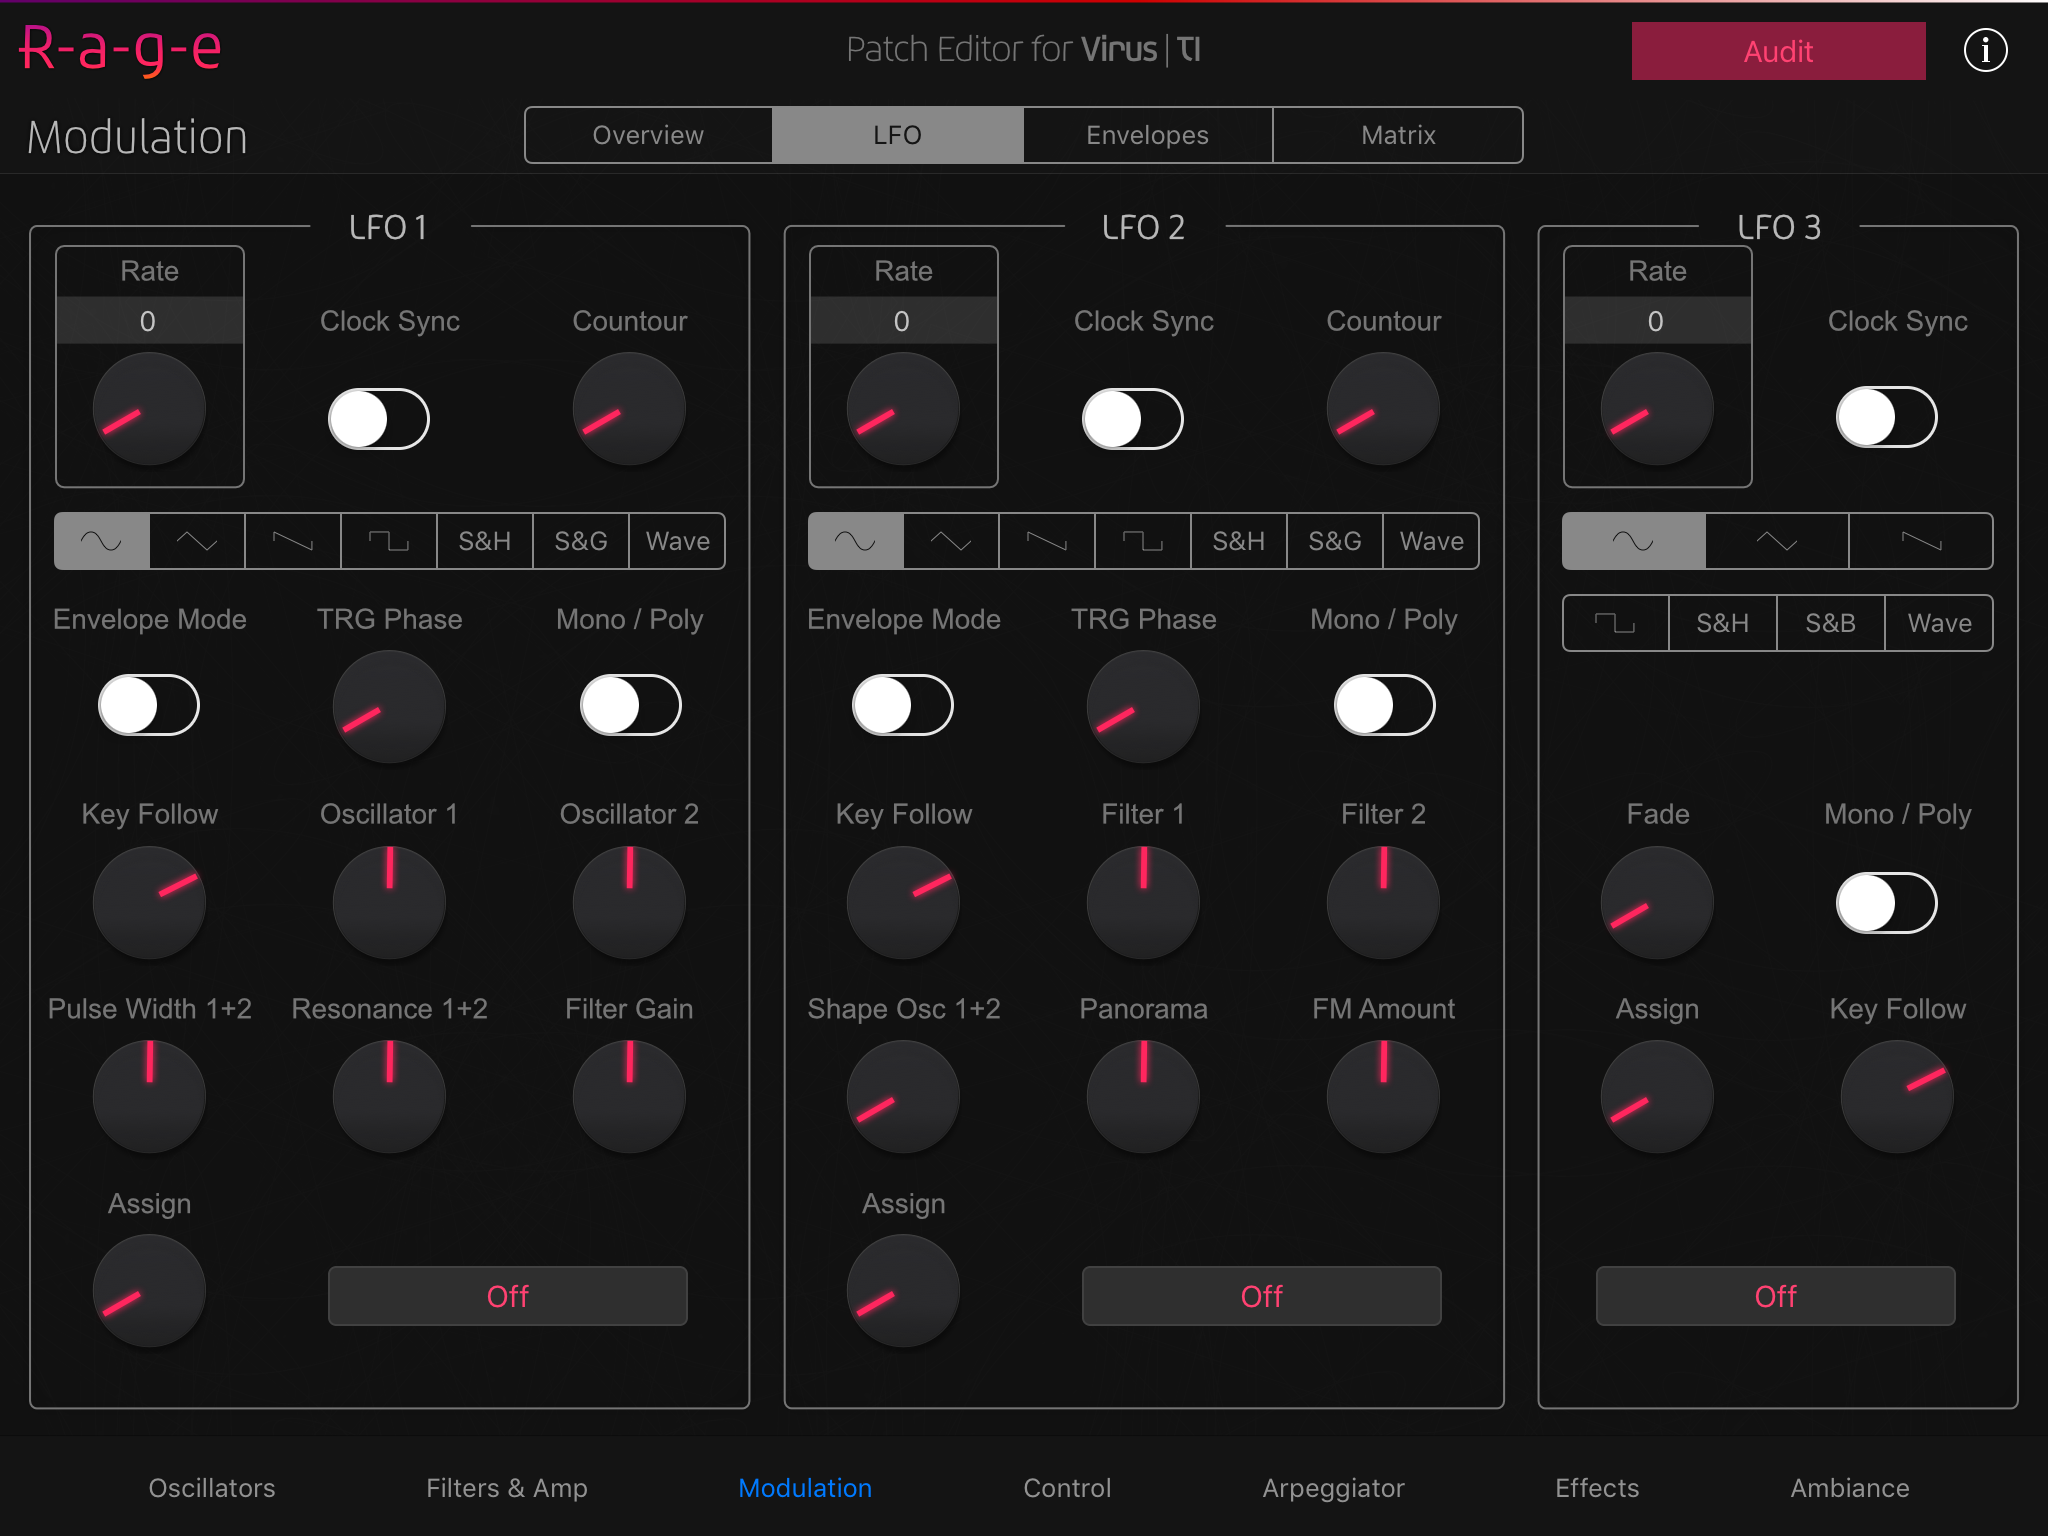 R-a-g-e
Patch Editor for Virus|TI
Audit
i
Modulation
Overview LFO Envelopes Matrix
LFO 1
Rate
0
Clock Sync
Countour
S&H S&G Wave
Envelope Mode TRG Phase Mono / Poly
Key Follow Oscillator 1 Oscillator 2
Pulse Width 1+2 Resonance 1+2 Filter Gain
Assign
Off
LFO 2
Rate
0
Clock Sync
Countour
S&H S&G Wave
Envelope Mode TRG Phase Mono / Poly
Key Follow Filter 1 Filter 2
Shape Osc 1+2 Panorama FM Amount
Assign
Off
LFO 3
Rate
0
Clock Sync
S&H S&B Wave
Fade Mono / Poly
Assign Key Follow
Off
Oscillators Filters & Amp Modulation Control Arpeggiator Effects Ambiance